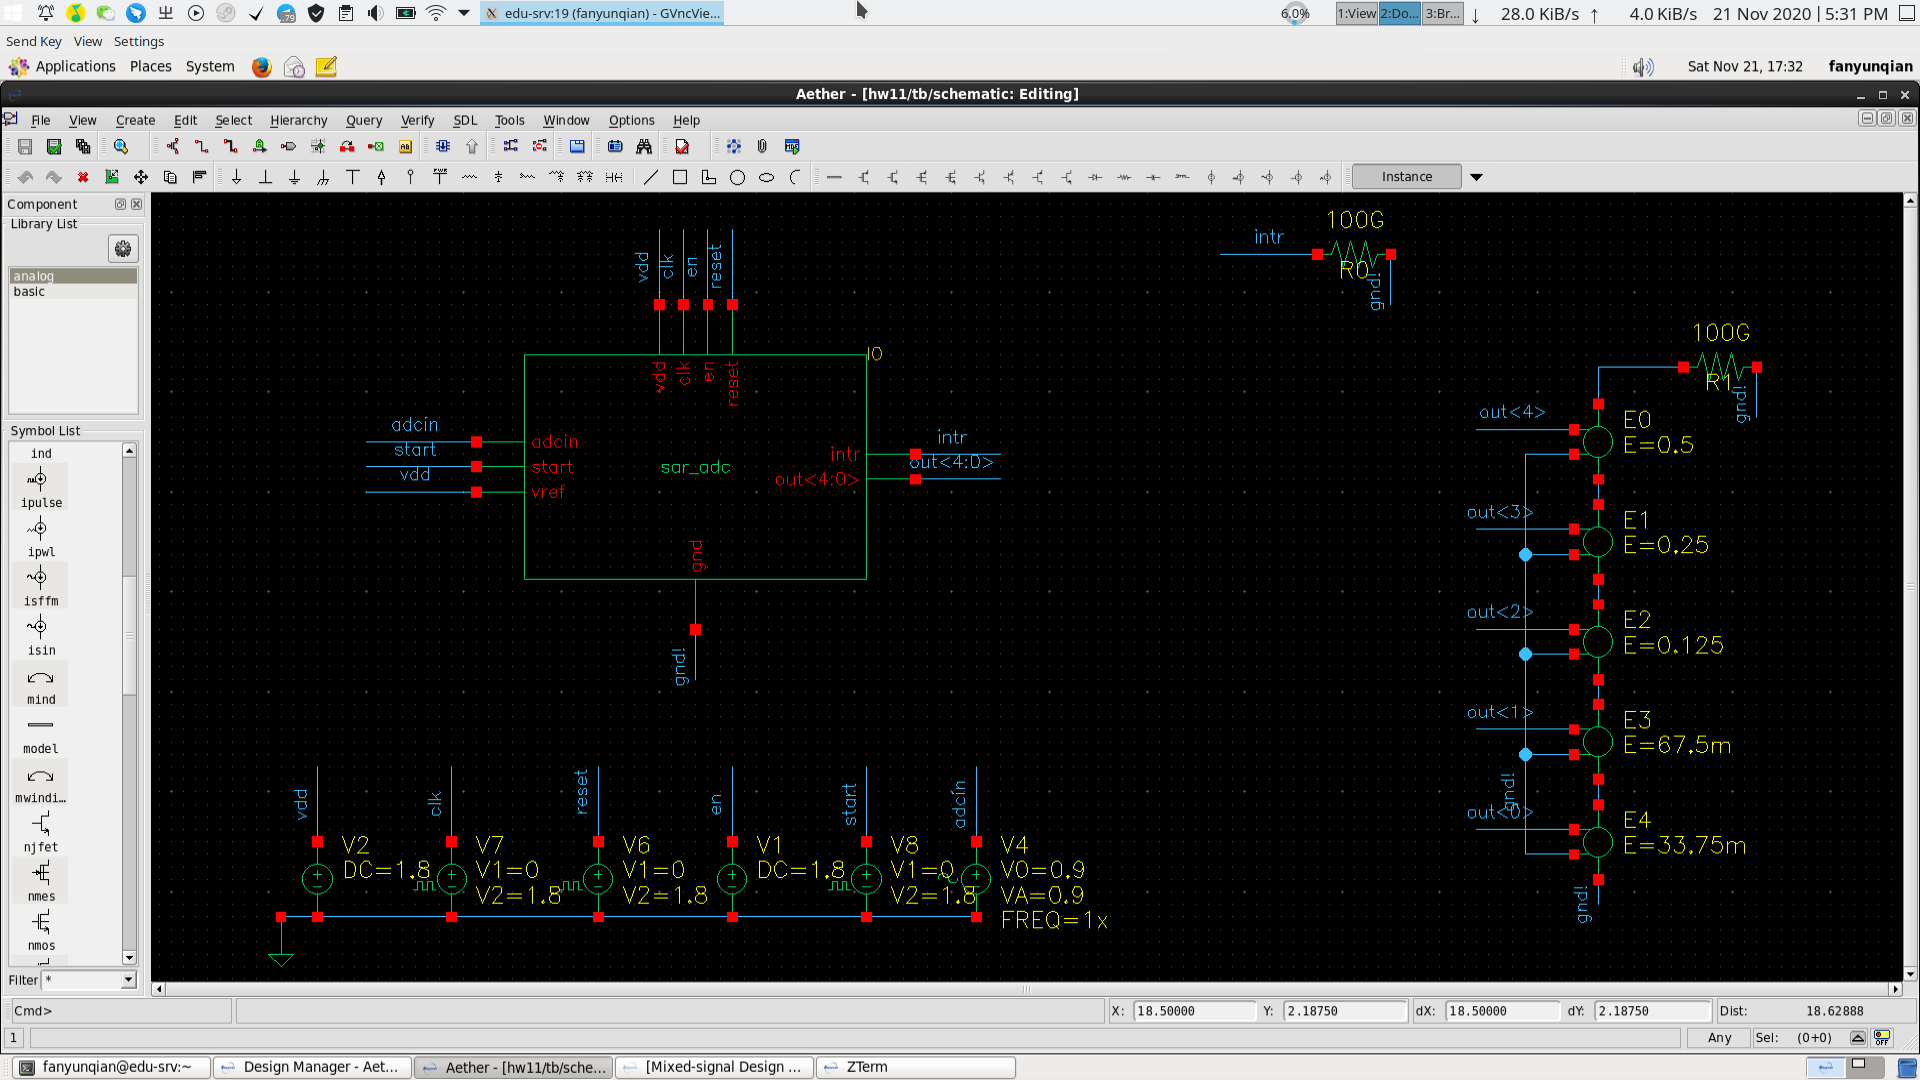 .79
edu-srv:19 (fanyunqian) - GVncVie...
6.0%
1:View 2:Do... 3:Br...
↓ 28.0 KiB/s ↑ 4.0 KiB/s 21 Nov 2020 | 5:31 PM
Send Key View Settings
Applications Places System
Sat Nov 21, 17:32 fanyunqian
Aether - [hw11/tb/schematic: Editing]
File View Create Edit Select Hierarchy Query Verify SDL Tools Window Options Help
Instance
Component
Library List
analog
basic
Symbol List
ind
ipulse
ipwl
isffm
isin
mind
model
mwindi...
njfet
nmes
nmos
Filter *
vdd
clk
en
reset
vdd
clk
en
reset
I0
adcin
start
vdd
adcin
start
vref
sar_adc
intr
out<4:0>
intr
out<4:0>
gnd
gnd!
intr
100G
R0
gnd!
100G
R1
gnd!
out<4>
E0
E=0.5
out<3>
E1
E=0.25
out<2>
E2
E=0.125
out<1>
E3
E=67.5m
gnd!
out<0>
E4
E=33.75m
gnd!
vdd
V2
DC=1.8
clk
V7
V1=0
V2=1.8
reset
V6
V1=0
V2=1.8
en
V1
DC=1.8
start
V8
V1=0
V2=1.8
adcin
V4
V0=0.9
VA=0.9
FREQ=1x
Cmd>
X: 18.50000 Y: 2.18750 dX: 18.50000 dY: 2.18750 Dist: 18.62888
1
Any Sel: (0+0)
OFF
fanyunqian@edu-srv:~
Design Manager - Aet...
Aether - [hw11/tb/sche...
[Mixed-signal Design ...
ZTerm